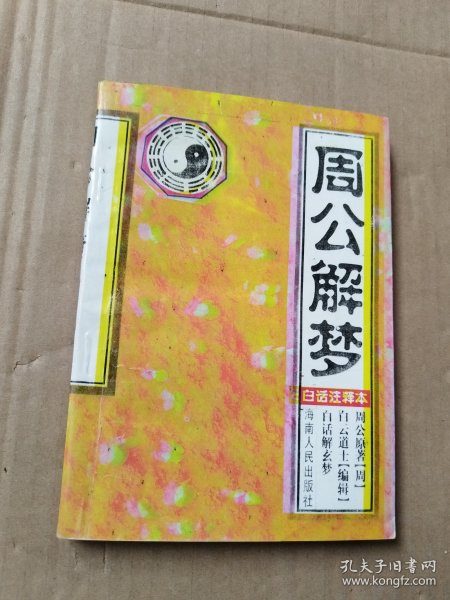 周公解梦
白话注释本
周公原著【周】
白云道士【编辑】
白话解玄梦
海南人民出版社
孔夫子旧书网
www.kongfz.com